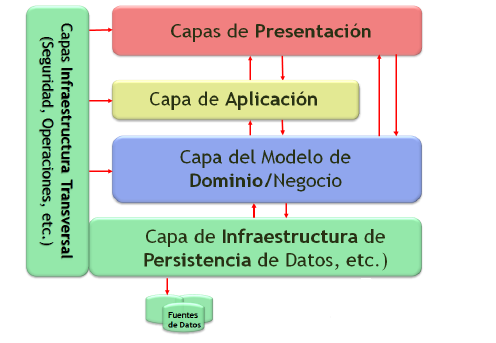 Capas Infraestructura Transversal
(Seguridad, Operaciones, etc.)
Capas de Presentación
Capa de Aplicación
Capa del Modelo de
Dominio/Negocio
Capa de Infraestructura de
Persistencia de Datos, etc.)
Fuentes
de Datos